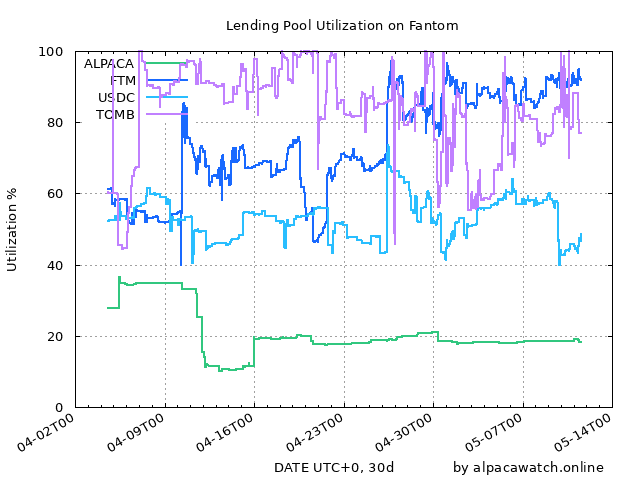 Lending Pool Utilization on Fantom
Utilization %
100
80
60
40
20
0
ALPACA
FTM
USDC
TOMB
04-02T00
04-09T00
04-16T00
04-23T00
04-30T00
05-07T00
05-14T00
DATE UTC+0, 30d
by alpacawatch.online